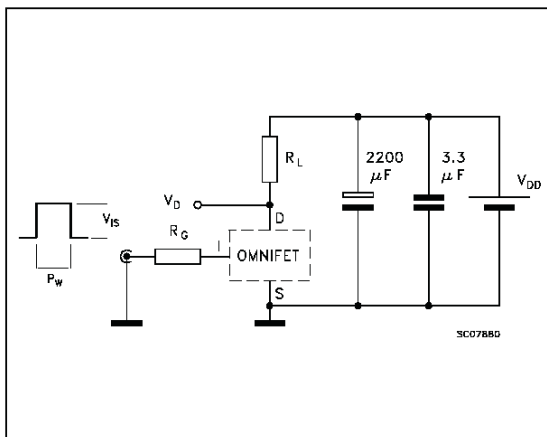 R_L
2200
μF
3.3
μF
V_DD
V_D
D
V_IS
R_G
I
OMNIFET
P_W
S
SC07880